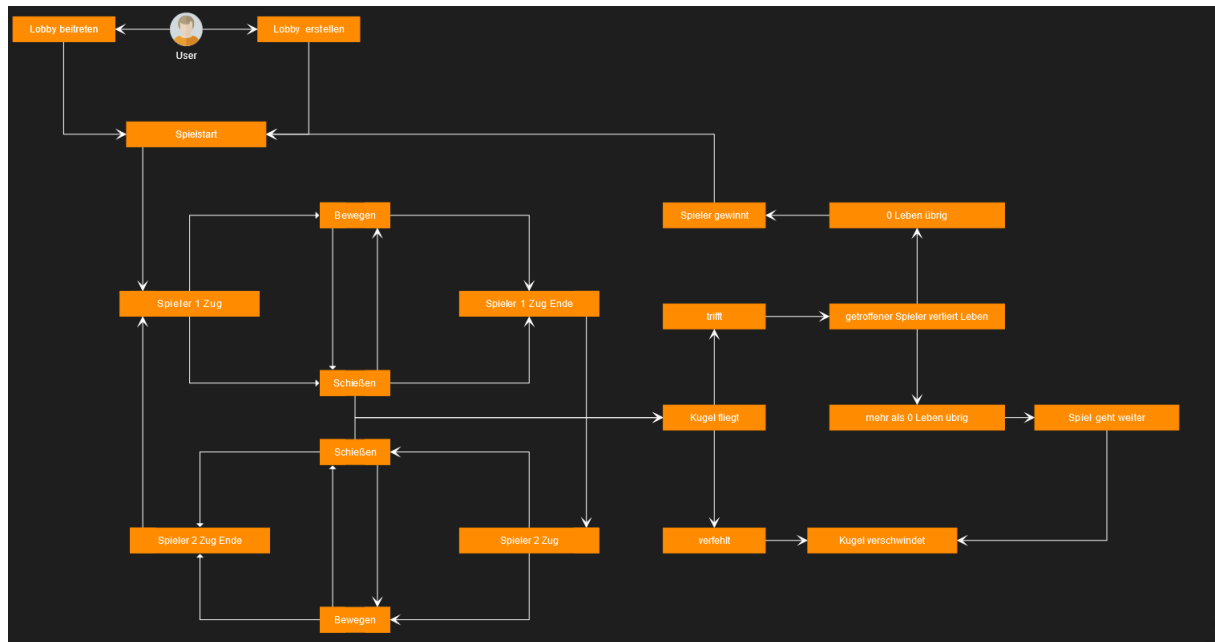 Lobby beitreten
Lobby erstellen
User
Spielstart
Bewegen
Spieler gewinnt
0 Leben übrig
Spieler 1 Zug
Spieler 1 Zug Ende
trifft
getroffener Spieler verliert Leben
Schießen
Kugel fliegt
mehr als 0 Leben übrig
Spiel geht weiter
Schießen
Spieler 2 Zug Ende
Spieler 2 Zug
verfehlt
Kugel verschwindet
Bewegen